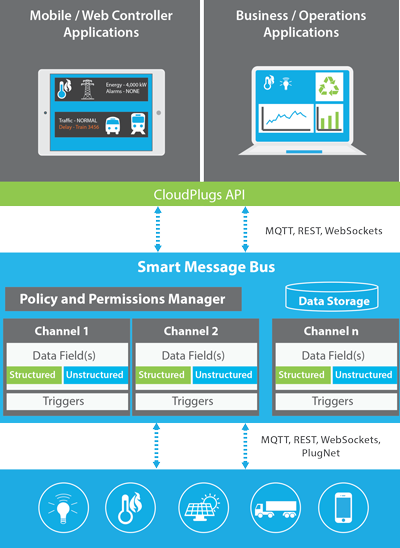 Mobile / Web Controller
Applications
Business / Operations
Applications
Energy - 4,000 kW
Alarms - NONE
Traffic - NORMAL
Delay - Train 3456
CloudPlugs API
MQTT, REST, WebSockets
Smart Message Bus
Policy and Permissions Manager
Data Storage
Channel 1
Data Field(s)
Structured Unstructured
Triggers
Channel 2
Data Field(s)
Structured Unstructured
Triggers
Channel n
Data Field(s)
Structured Unstructured
Triggers
MQTT, REST, WebSockets,
PlugNet